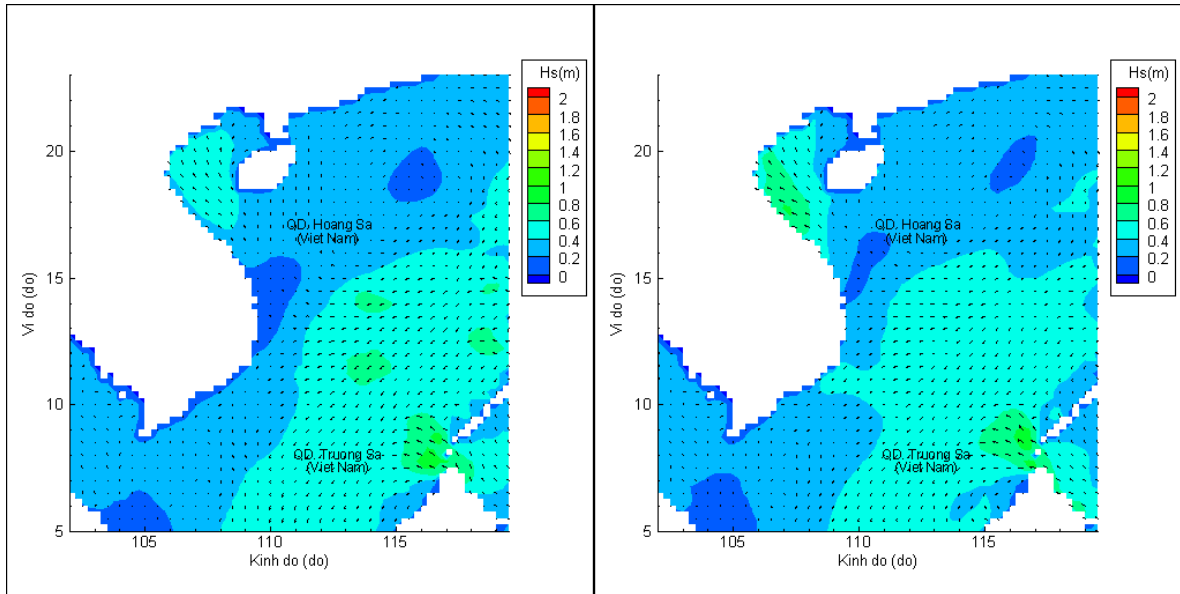 Hs(m)
2
1.8
1.6
1.4
1.2
1
0.8
0.6
0.4
0.2
0
20
15
10
5
Vi do (do)
QD. Hoang Sa
(Viet Nam)
QD. Truong Sa
(Viet Nam)
105
110
115
Kinh do (do)
Hs(m)
2
1.8
1.6
1.4
1.2
1
0.8
0.6
0.4
0.2
0
20
15
10
5
Vi do (do)
QD. Hoang Sa
(Viet Nam)
QD. Truong Sa
(Viet Nam)
105
110
115
Kinh do (do)